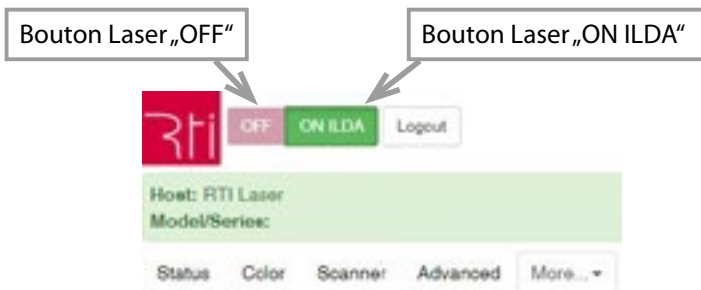 Bouton Laser „OFF“
Bouton Laser „ON ILDA“
Rti
OFF
ON ILDA
Logout
Host: RTI Laser
Model/Series:
Status
Color
Scanner
Advanced
More...